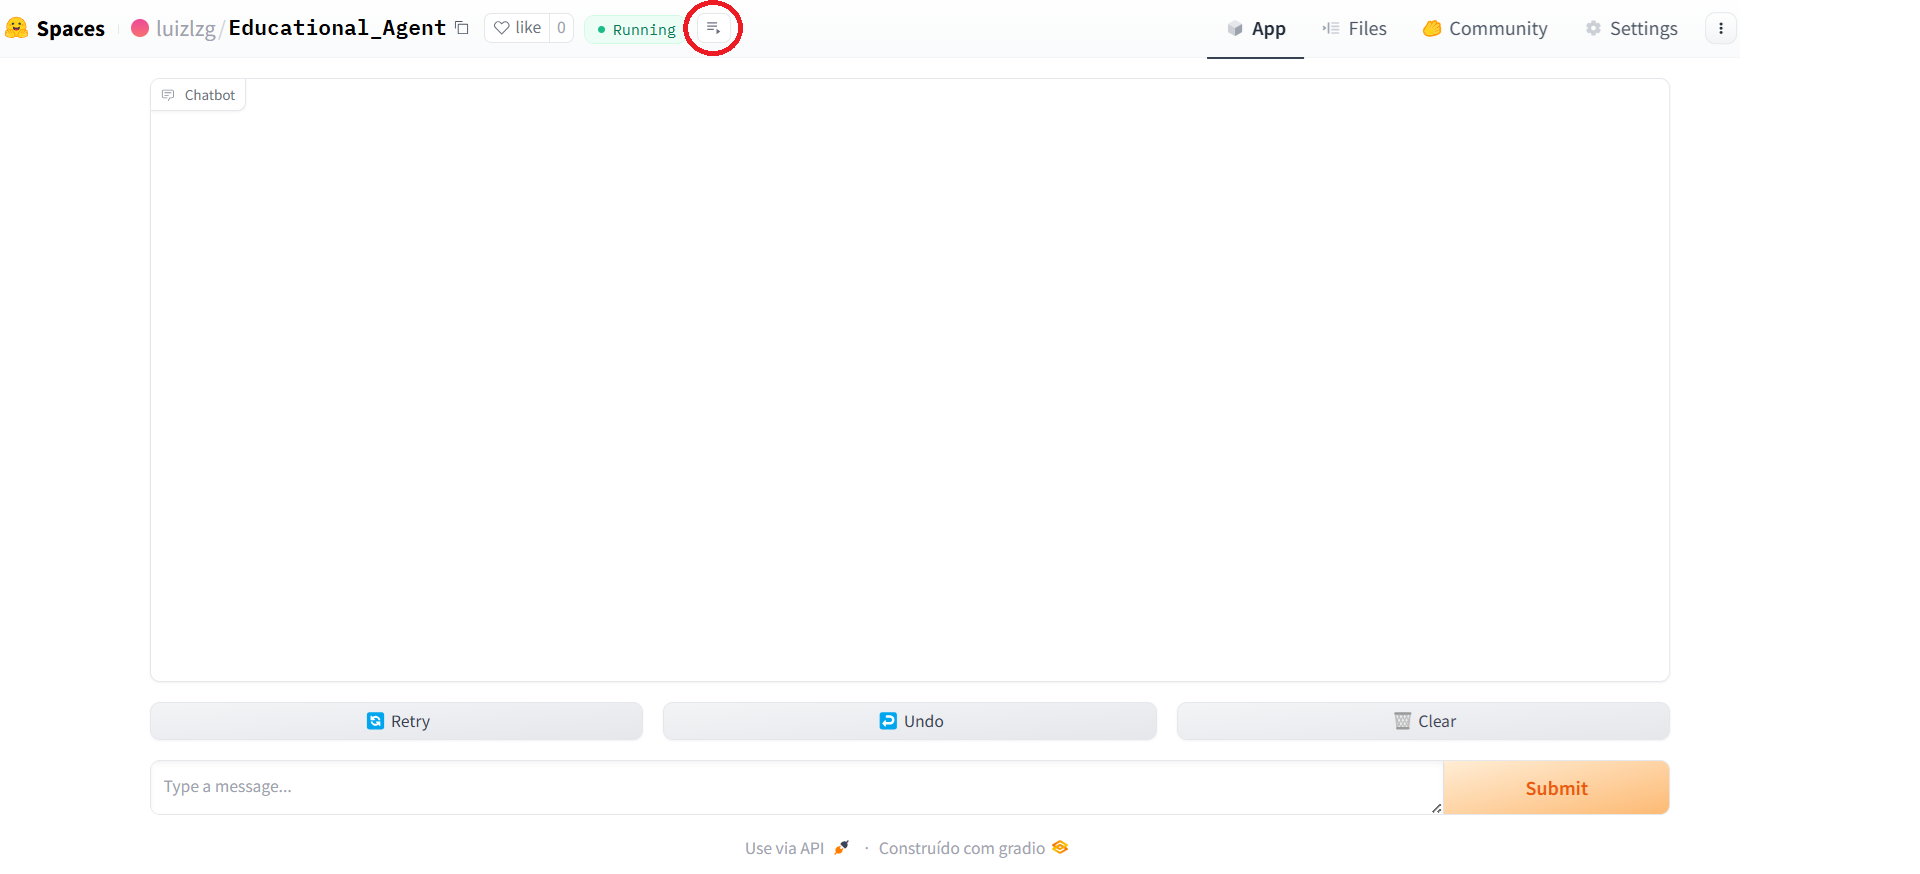 Spaces luizlzg/Educational_Agent like 0 Running App Files Community Settings
Chatbot
Retry Undo Clear
Type a message... Submit
Use via API · Construído com gradio